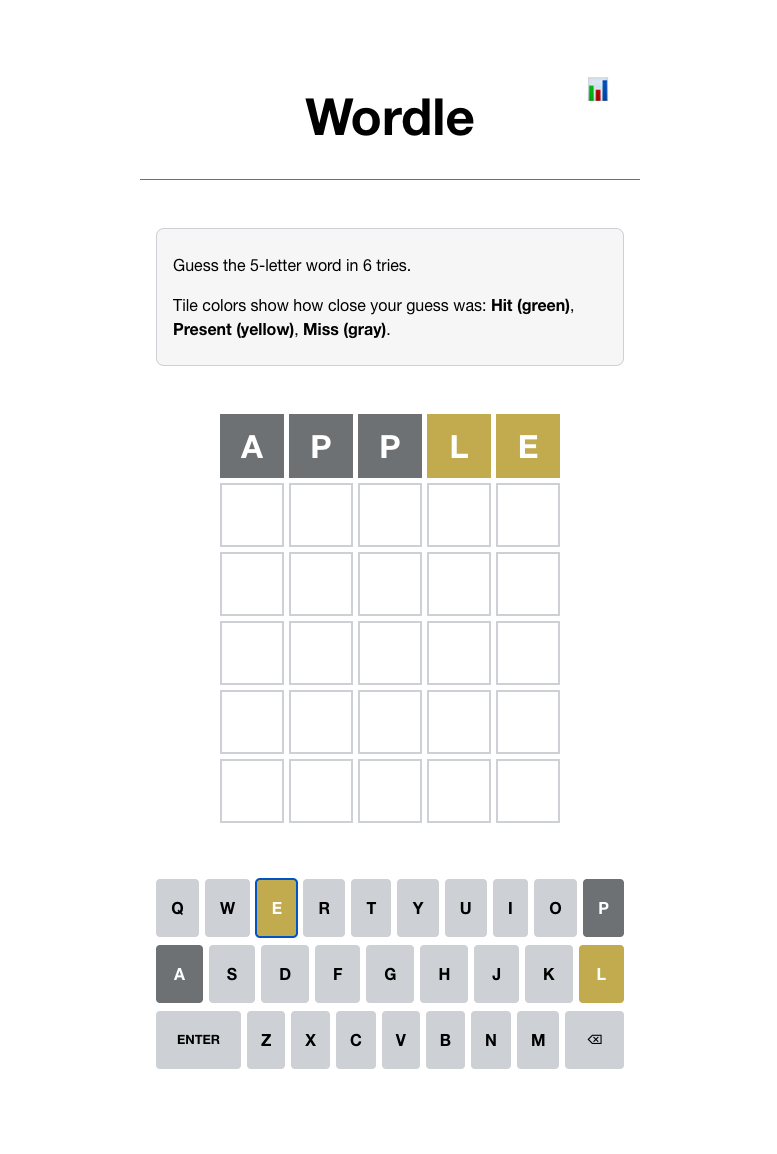 Wordle
Guess the 5-letter word in 6 tries.
Tile colors show how close your guess was: Hit (green),
Present (yellow), Miss (gray).
A P P L E
Q W E R T Y U I O P
A S D F G H J K L
ENTER Z X C V B N M